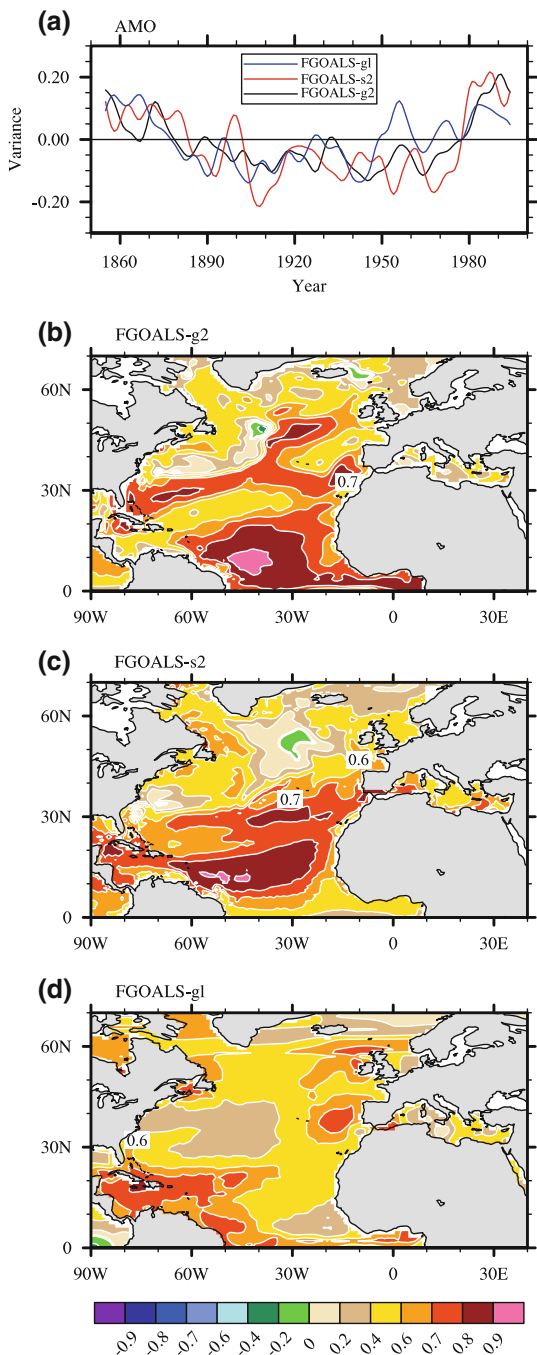 (a) AMO
FGOALS-gl
FGOALS-s2
FGOALS-g2
Variance
0.20
0.00
-0.20
1860 1890 1920 1950 1980
Year
(b) FGOALS-g2
60N
30N
0
0.7
90W 60W 30W 0 30E
(c) FGOALS-s2
60N
30N
0
0.6
0.7
90W 60W 30W 0 30E
(d) FGOALS-gl
60N
30N
0
0.6
90W 60W 30W 0 30E
-0.9 -0.8 -0.7 -0.6 -0.4 -0.2 0 0.2 0.4 0.6 0.7 0.8 0.9